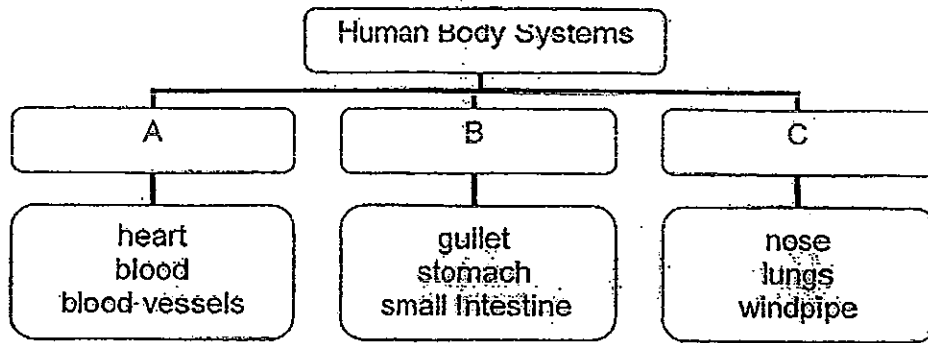 Human Body Systems
A
B
C
heart
blood
blood vessels
gullet
stomach
small Intestine
nose
lungs
windpipe